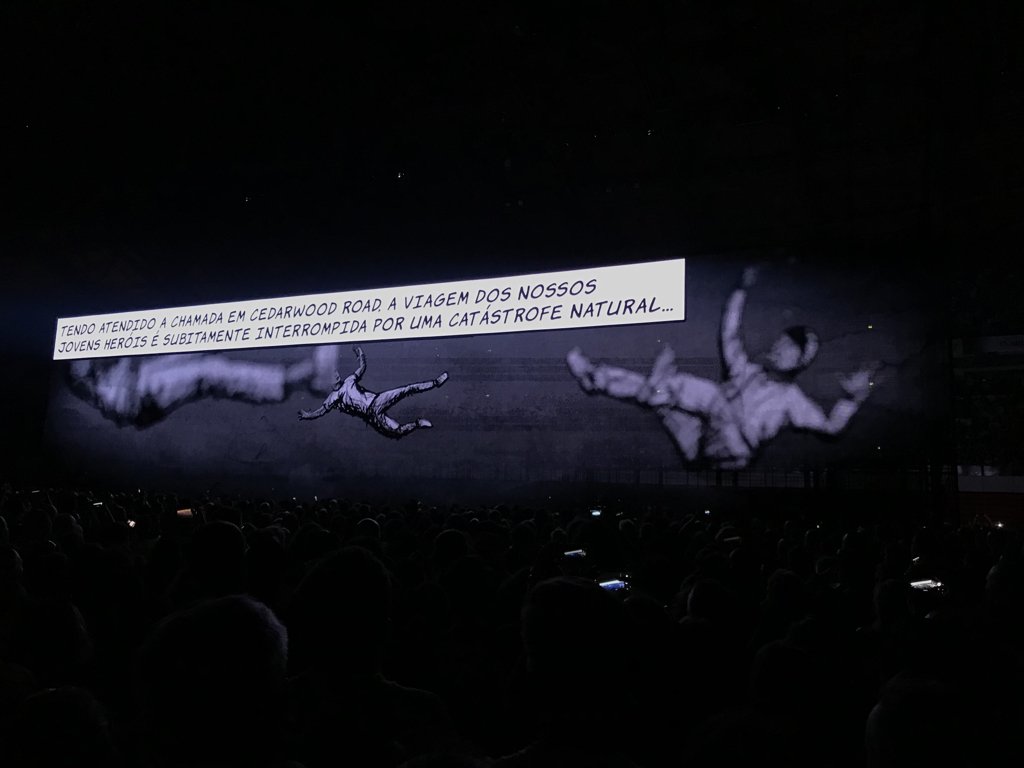 TENDO ATENDIDO A CHAMADA EM CEDARWOOD ROAD, A VIAGEM DOS NOSSOS
JOVENS HERÓIS É SUBITAMENTE INTERROMPIDA POR UMA CATÁSTROFE NATURAL...